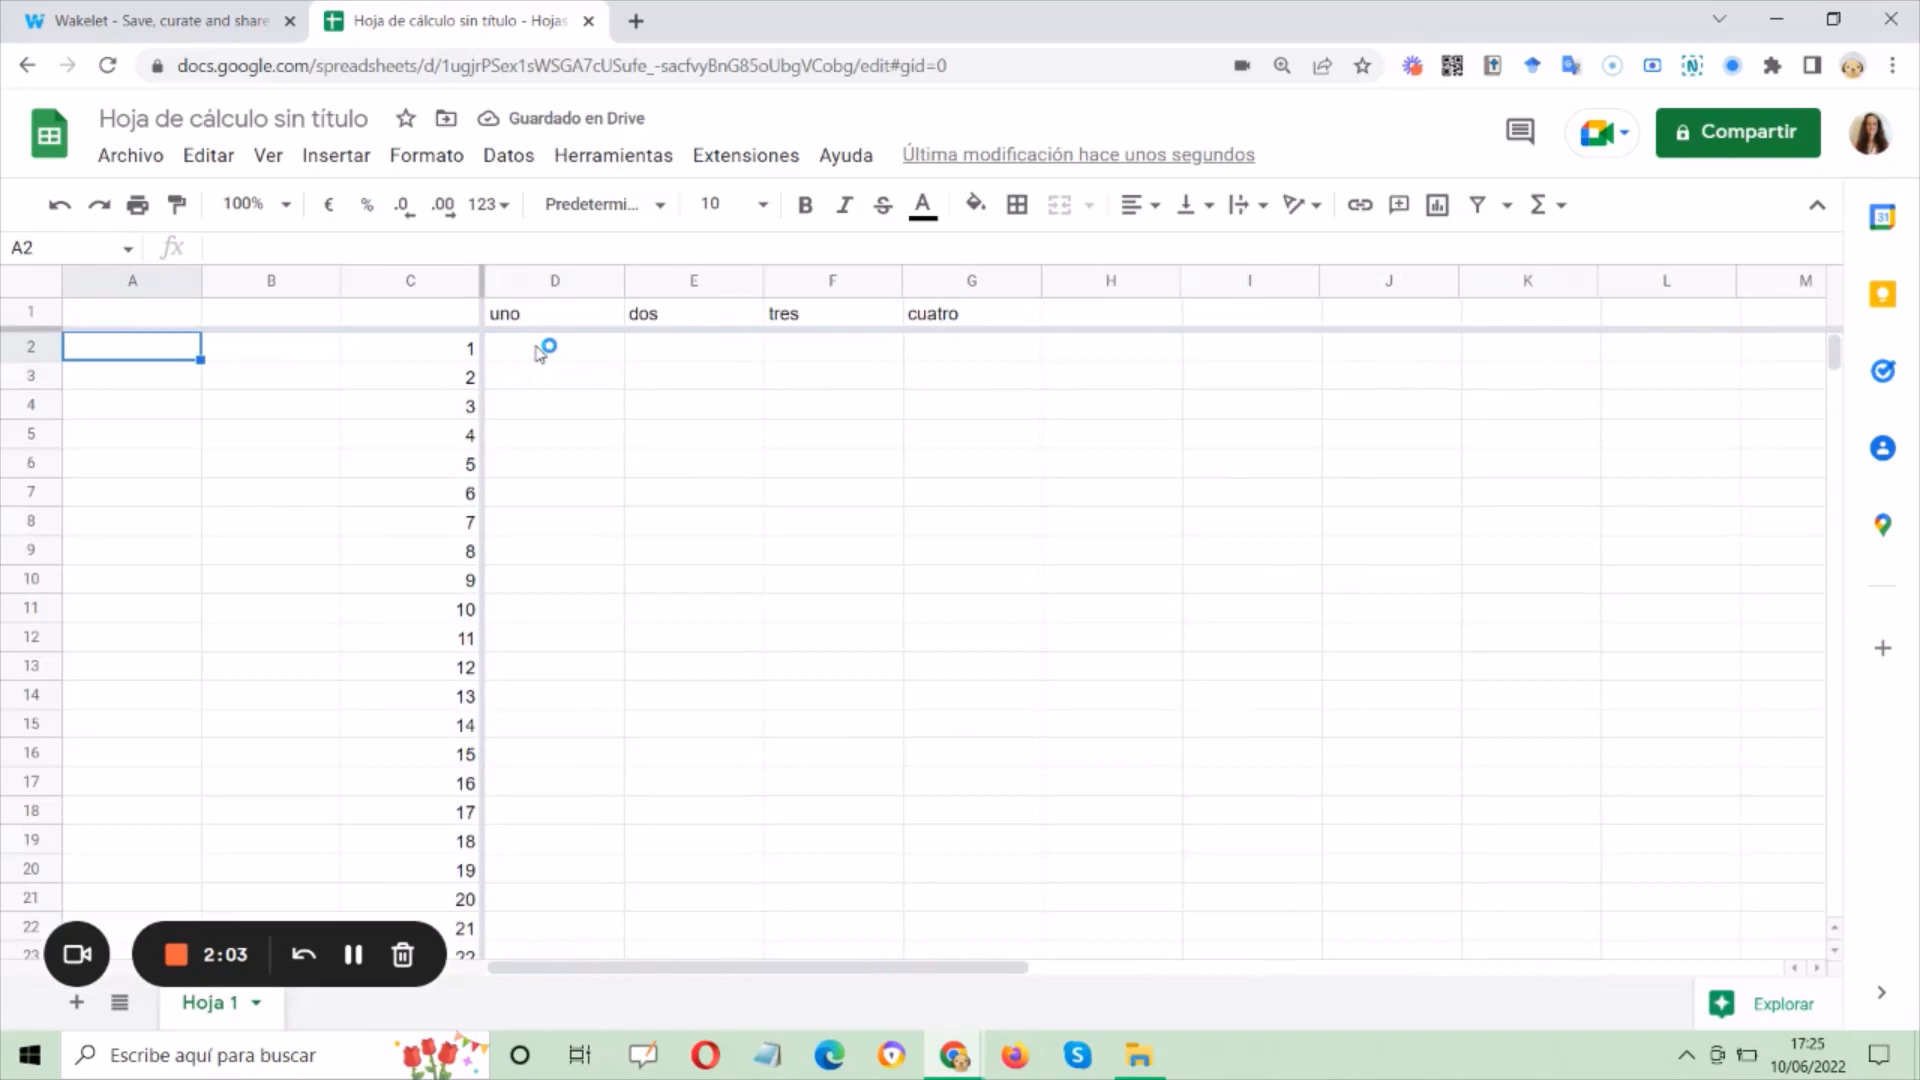 Wakelet - Save, curate and share
Hoja de cálculo sin título - Hojas
docs.google.com/spreadsheets/d/1ugjrPSex1sWSGA7cUSufe_-sacfvyBnG85oUbgVCobg/edit#gid=0
Hoja de cálculo sin título
Guardado en Drive
Compartir
Archivo Editar Ver Insertar Formato Datos Herramientas Extensiones Ayuda Última modificación hace unos segundos
100% € % .0 .00 123 Predetermi... 10 B I S A Σ
31
A2 fx
A B C D E F G H I J K L M
1 uno dos tres cuatro
2 1
3 2
4 3
5 4
6 5
7 6
8 7
9 8
10 9
11 10
12 11
13 12
14 13
15 14
16 15
17 16
18 17
19 18
20 19
21 20
22 21
23 22
2:03
Hoja 1
Explorar
Escribe aquí para buscar
17:25
10/06/2022